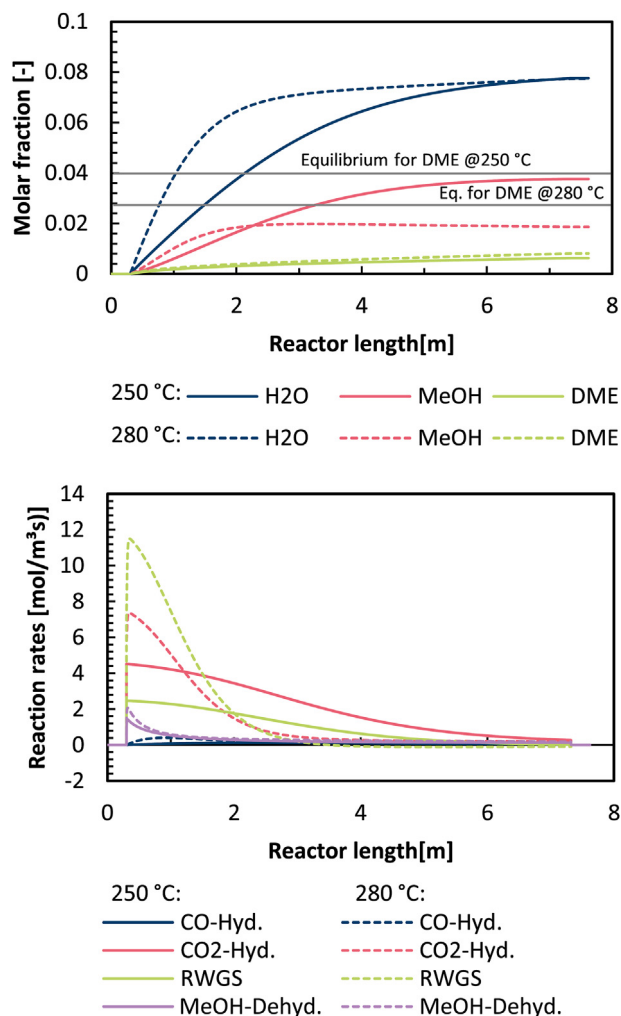 0.1
Molar fraction [-]
0.08
0.06
0.04
0.02
0
Equilibrium for DME @250 °C
Eq. for DME @280 °C
0 2 4 6 8
Reactor length[m]
250 °C: H2O MeOH DME
280 °C: H2O MeOH DME
14
12
10
8
6
4
2
0
-2
Reaction rates [mol/m³s)]
0 2 4 6 8
Reactor length[m]
250 °C: 280 °C:
CO-Hyd. CO-Hyd.
CO2-Hyd. CO2-Hyd.
RWGS RWGS
MeOH-Dehyd. MeOH-Dehyd.